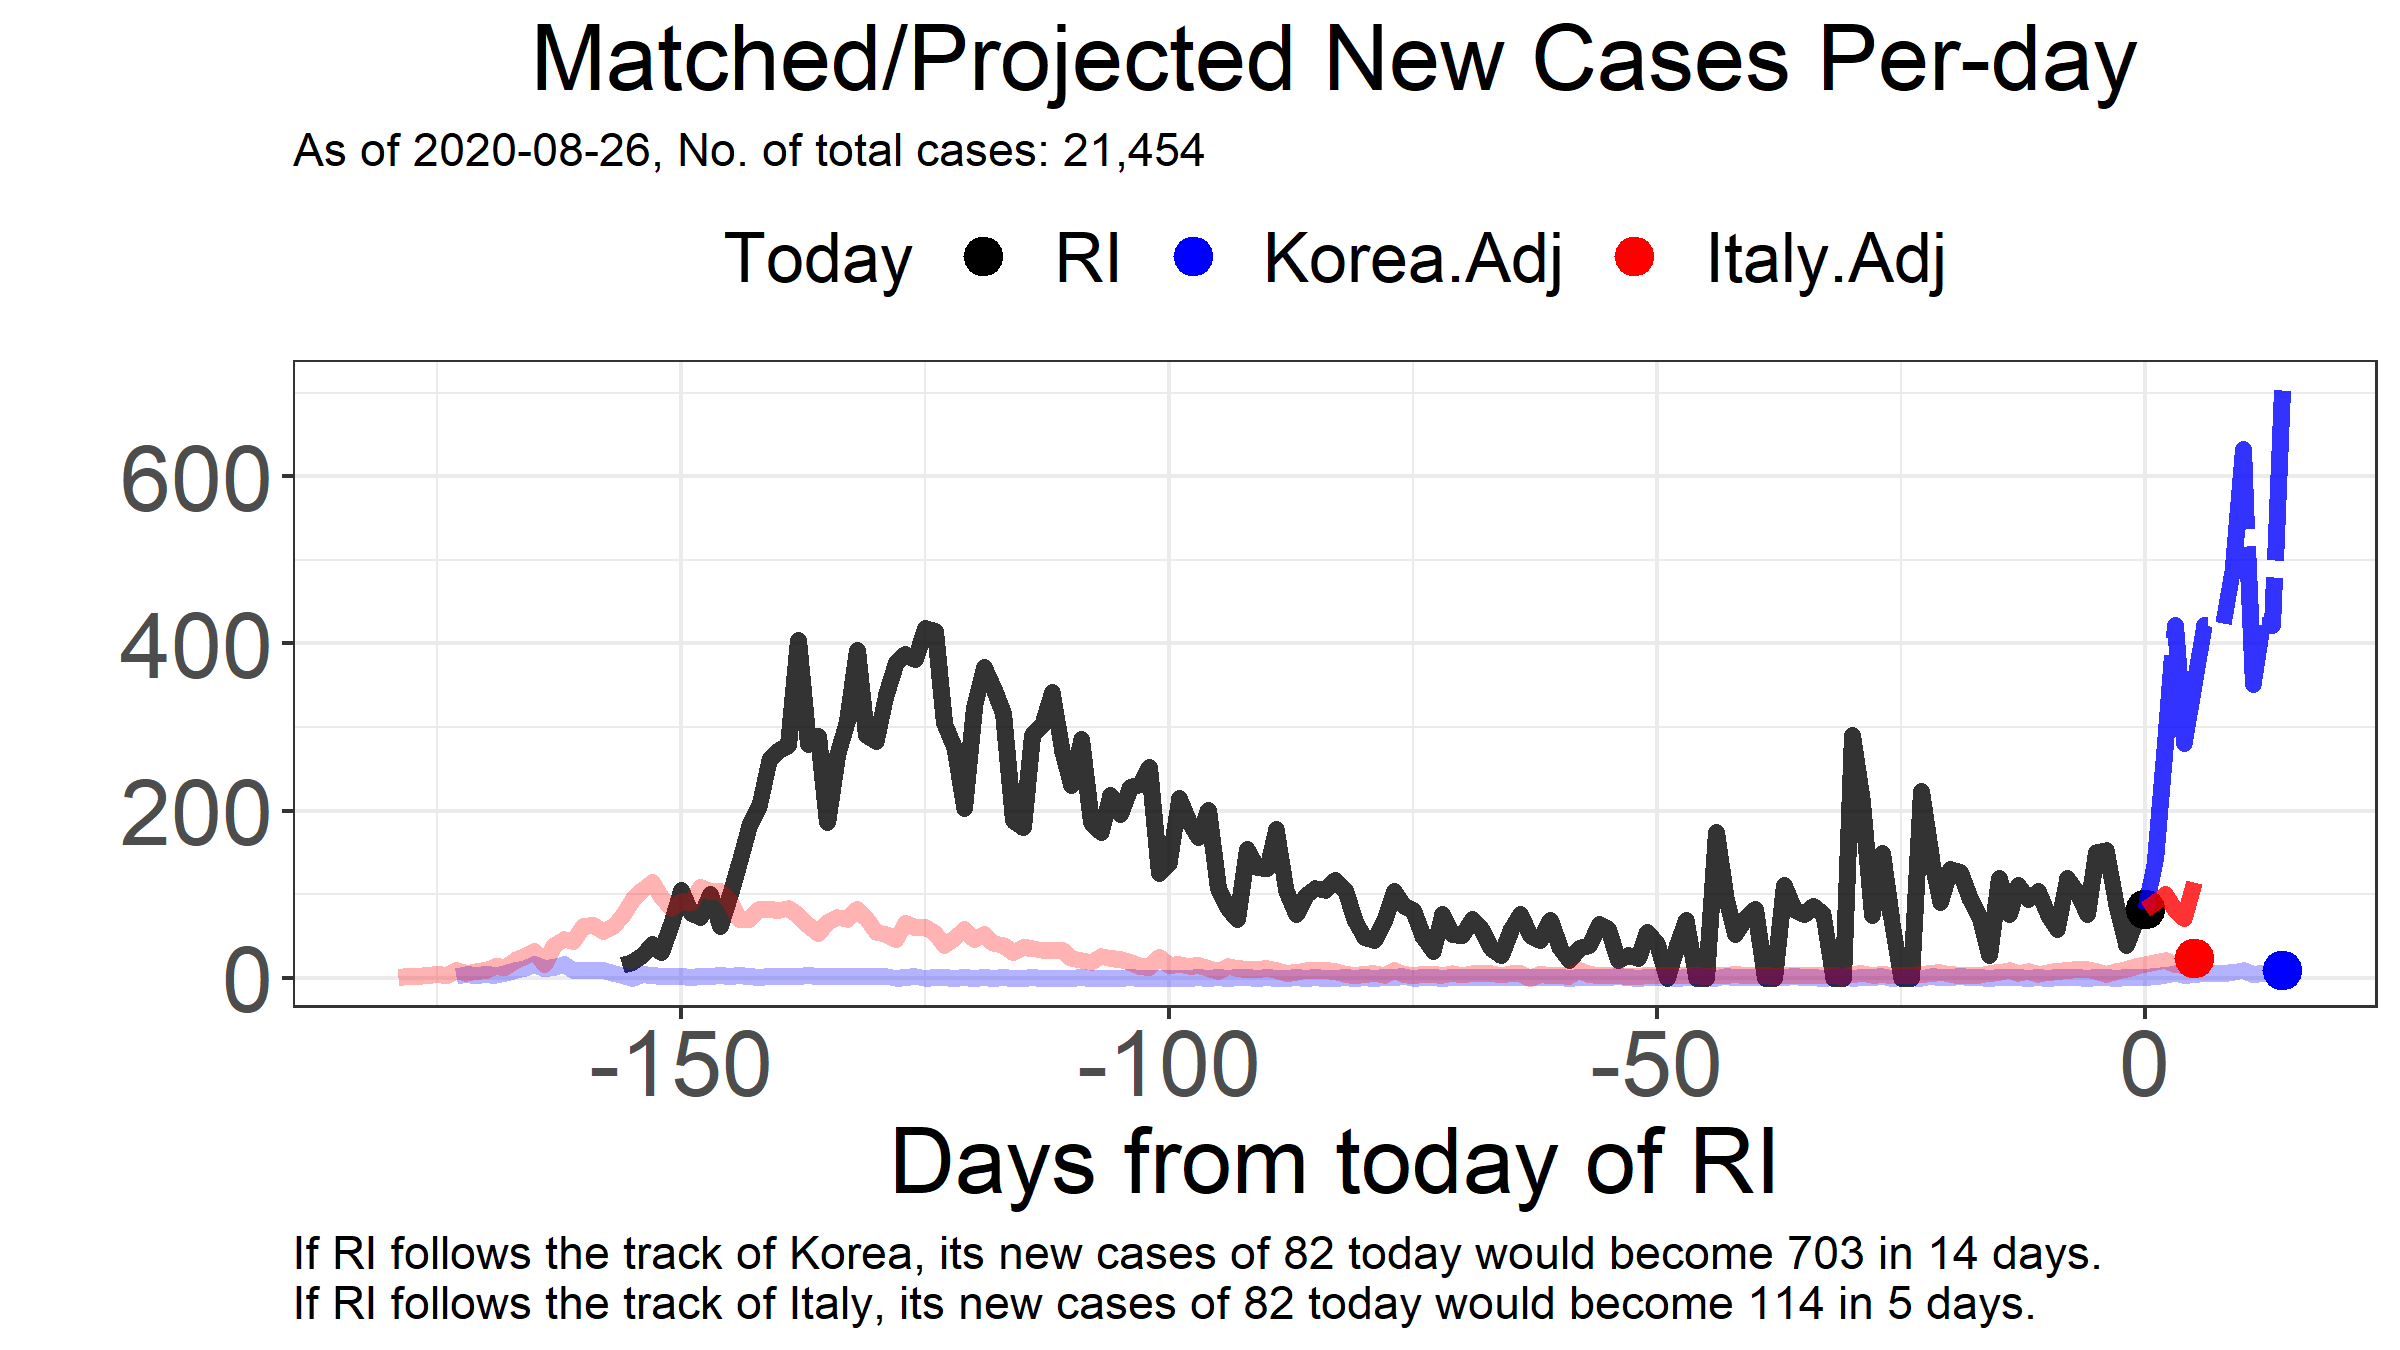 Matched/Projected New Cases Per-day
As of 2020-08-26, No. of total cases: 21,454
Today RI Korea.Adj Italy.Adj
600
400
200
0
-150 -100 -50 0
Days from today of RI
If RI follows the track of Korea, its new cases of 82 today would become 703 in 14 days.
If RI follows the track of Italy, its new cases of 82 today would become 114 in 5 days.